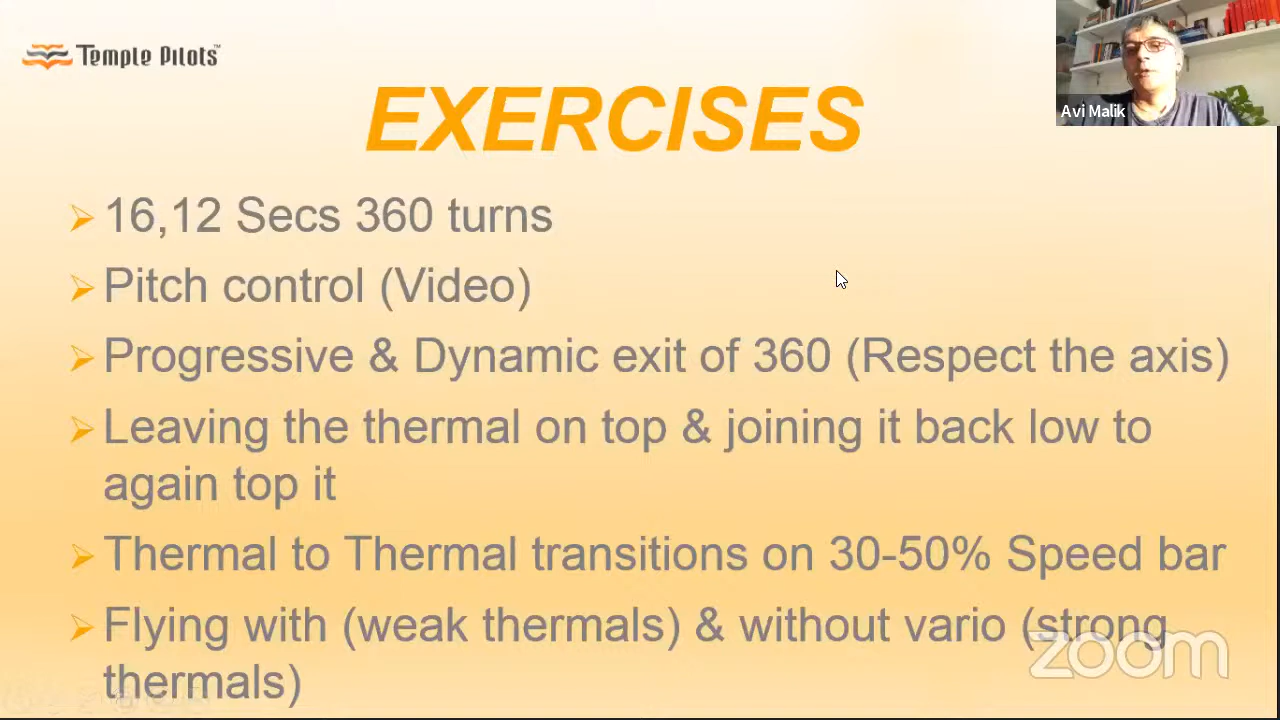 Temple Pilots™
Avi Malik
EXERCISES
16,12 Secs 360 turns
Pitch control (Video)
Progressive & Dynamic exit of 360 (Respect the axis)
Leaving the thermal on top & joining it back low to
again top it
Thermal to Thermal transitions on 30-50% Speed bar
Flying with (weak thermals) & without vario (strong
thermals)
zoom